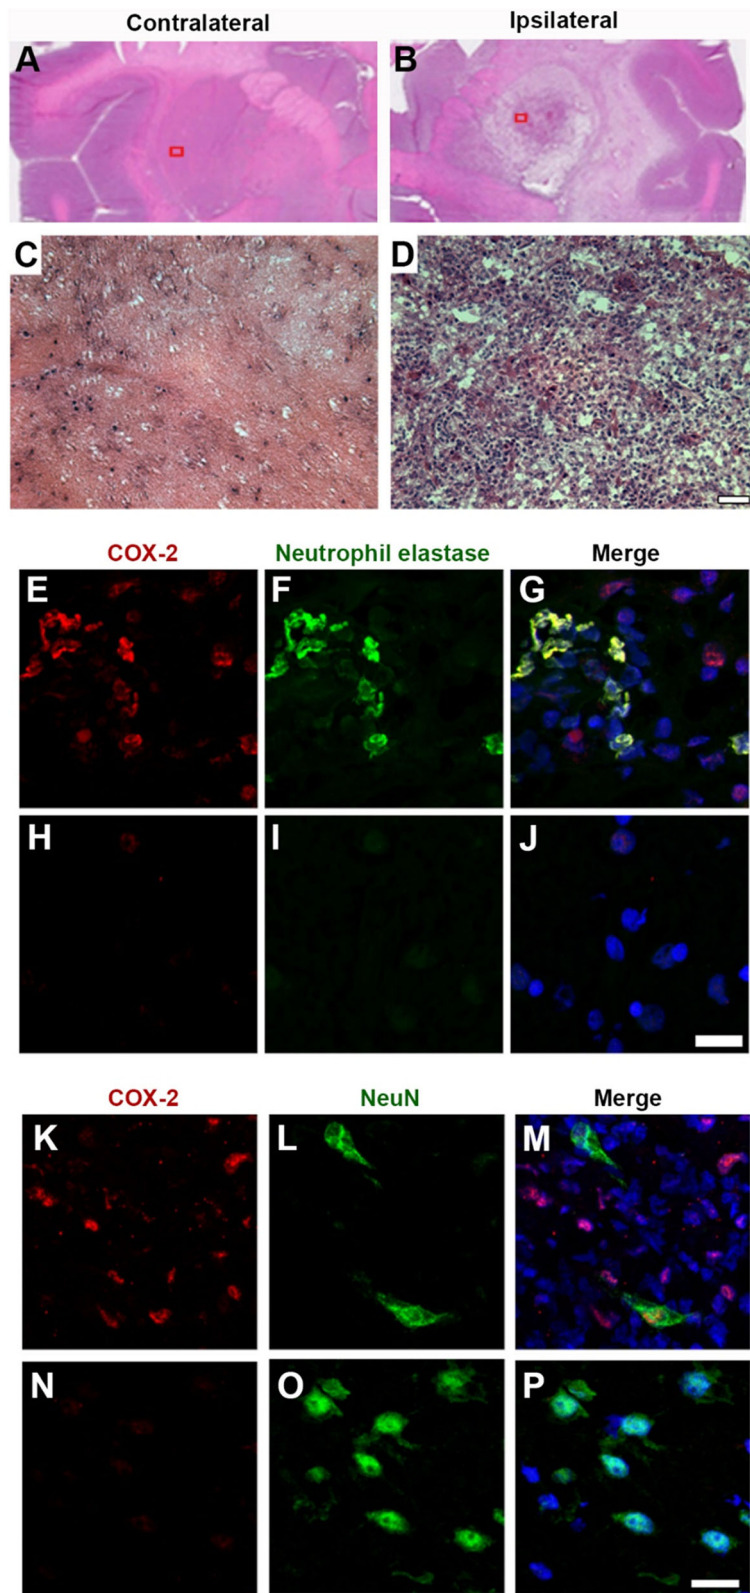 Contralateral Ipsilateral
A B
C D
COX-2 Neutrophil elastase Merge
E F G
H I J
COX-2 NeuN Merge
K L M
N O P